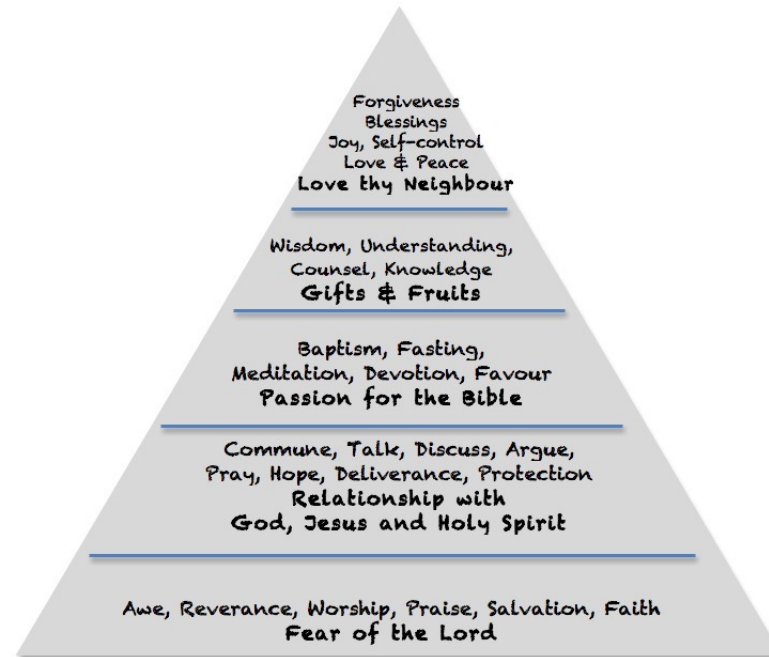 Forgiveness
Blessings
Joy, Self-control
Love & Peace
Love thy Neighbour
Wisdom, Understanding,
Counsel, Knowledge
Gifts & Fruits
Baptism, Fasting,
Meditation, Devotion, Favour
Passion for the Bible
Commune, Talk, Discuss, Argue,
Pray, Hope, Deliverance, Protection
Relationship with
God, Jesus and Holy Spirit
Awe, Reverance, Worship, Praise, Salvation, Faith
Fear of the Lord